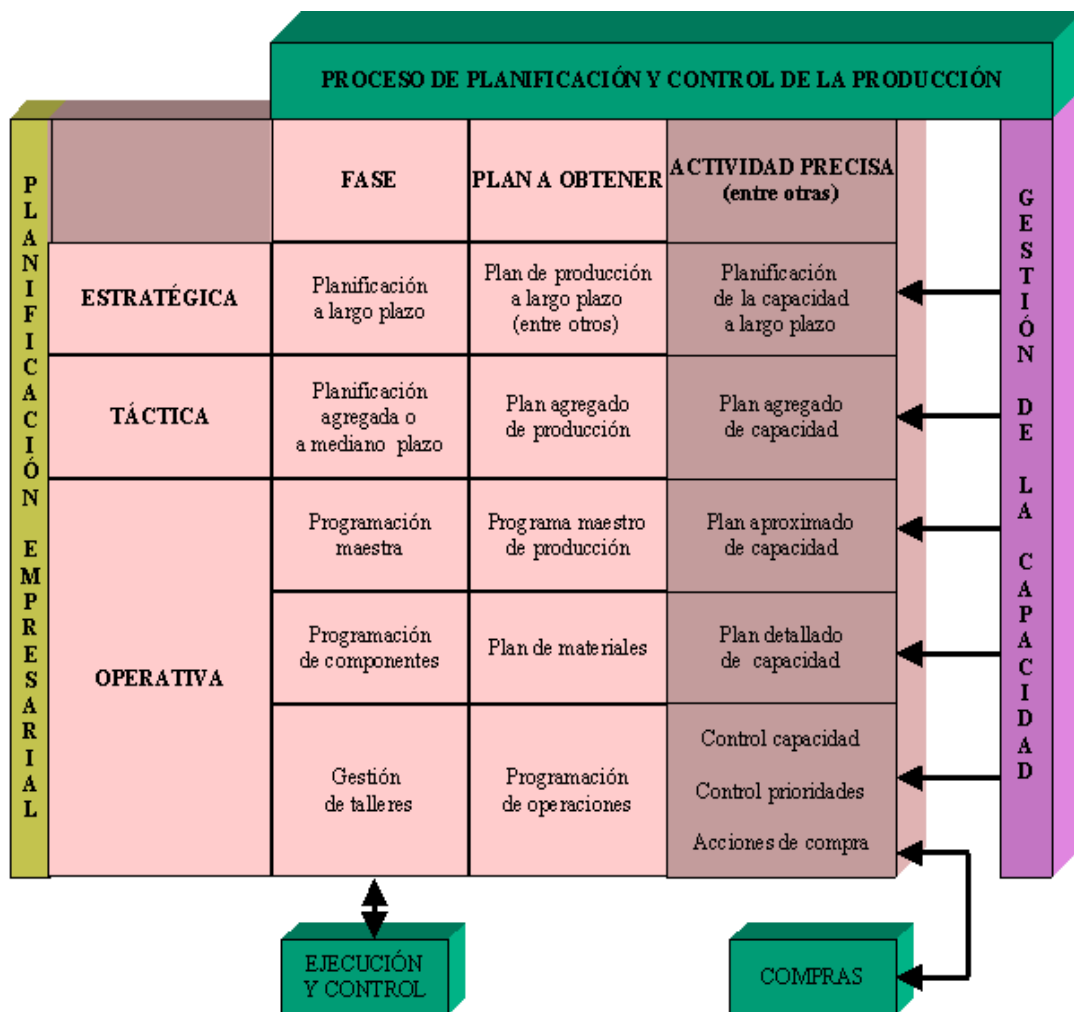 PROCESO DE PLANIFICACIÓN Y CONTROL DE LA PRODUCCIÓN
PLANIFICACIÓN EMPRESARIAL
FASE
PLAN A OBTENER
ACTIVIDAD PRECISA
(entre otras)
GESTIÓN DE LA CAPACIDAD
ESTRATÉGICA
Planificación
a largo plazo
Plan de producción
a largo plazo
(entre otros)
Planificación
de la capacidad
a largo plazo
TÁCTICA
Planificación
agregada o
a mediano plazo
Plan agregado
de producción
Plan agregado
de capacidad
OPERATIVA
Programación
maestra
Programa maestro
de producción
Plan aproximado
de capacidad
Programación
de componentes
Plan de materiales
Plan detallado
de capacidad
Gestión
de talleres
Programación
de operaciones
Control capacidad
Control prioridades
Acciones de compra
EJECUCIÓN
Y CONTROL
COMPRAS